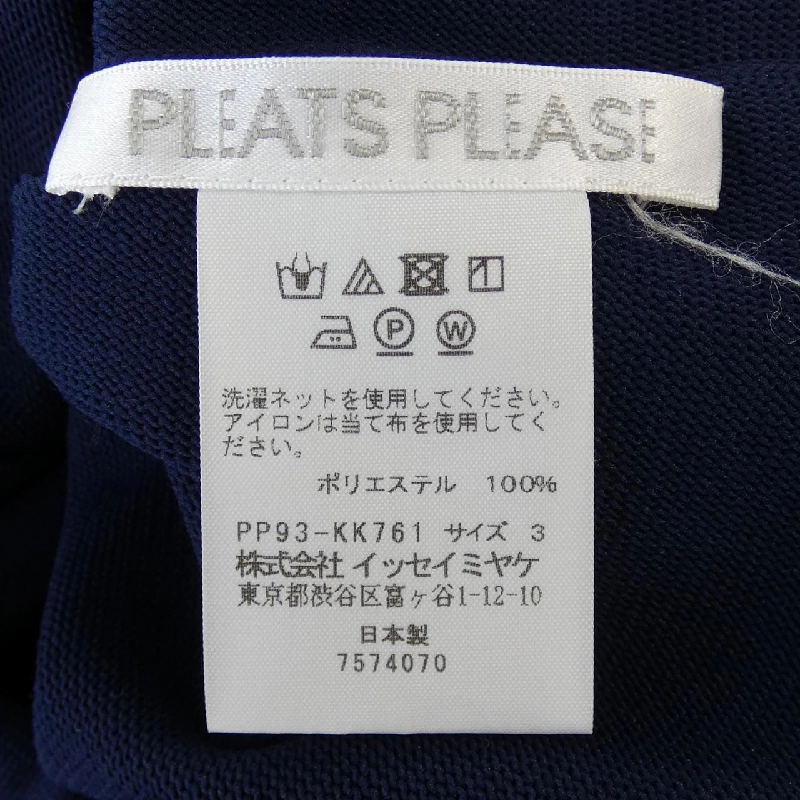 PLEATS PLEASE
P W
洗濯ネットを使用してください。
アイロンは当て布を使用してく
ださい。
ポリエステル 100%
PP93-KK761 サイズ 3
株式会社 イッセイミヤケ
東京都渋谷区富ヶ谷1-12-10
日本製
7574070